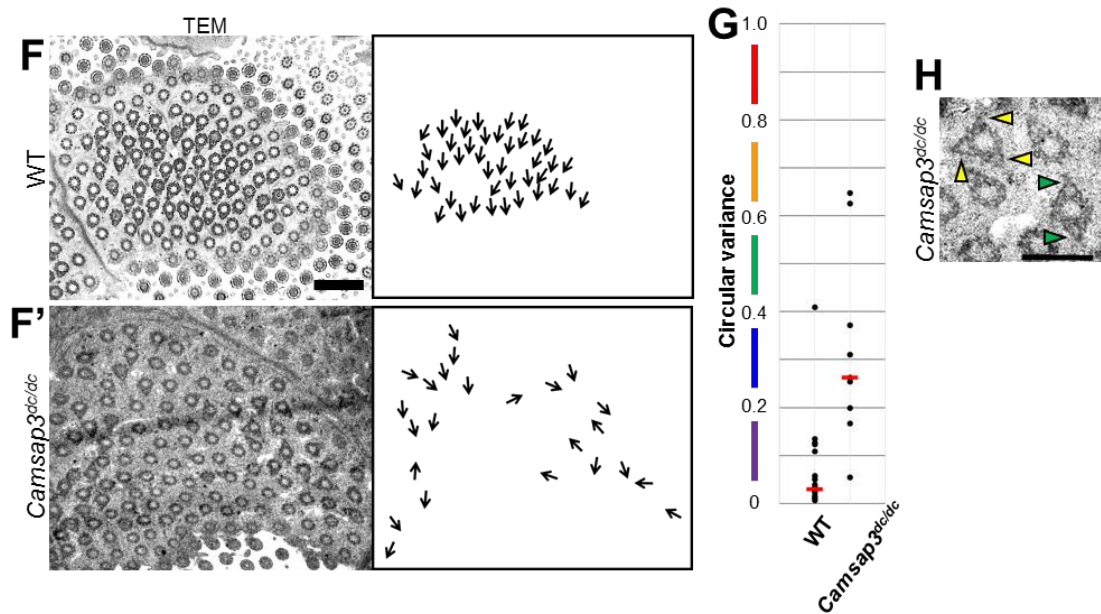 TEM
F
WT
F'
Camsap3dc/dc
G
Circular variance
1.0
0.8
0.6
0.4
0.2
0
WT
Camsap3dc/dc
H
Camsap3dc/dc